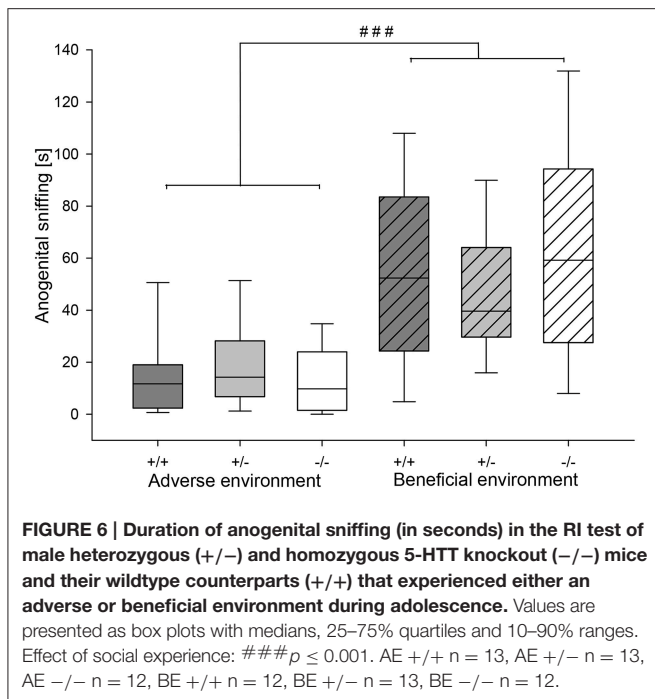 ###
140
120
100
80
60
40
20
0
Anogenital sniffing [s]
+/+ +/- -/- +/+ +/- -/-
Adverse environment Beneficial environment
FIGURE 6 | Duration of anogenital sniffing (in seconds) in the RI test of
male heterozygous (+/−) and homozygous 5-HTT knockout (−/−) mice
and their wildtype counterparts (+/+) that experienced either an
adverse or beneficial environment during adolescence. Values are
presented as box plots with medians, 25–75% quartiles and 10–90% ranges.
Effect of social experience: ###p ≤ 0.001. AE +/+ n = 13, AE +/− n = 13,
AE −/− n = 12, BE +/+ n = 12, BE +/− n = 13, BE −/− n = 12.